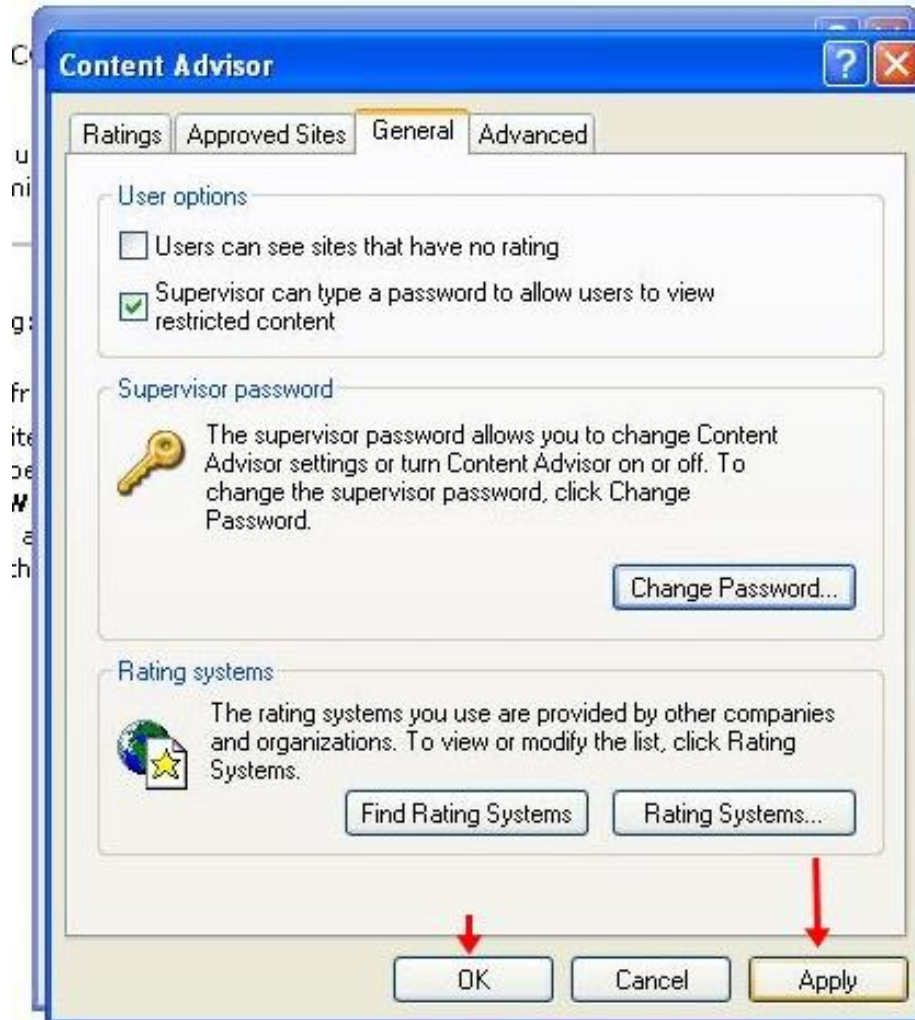 Content Advisor
Ratings Approved Sites General Advanced
User options
Users can see sites that have no rating
Supervisor can type a password to allow users to view
restricted content
Supervisor password
The supervisor password allows you to change Content
Advisor settings or turn Content Advisor on or off. To
change the supervisor password, click Change
Password.
Change Password...
Rating systems
The rating systems you use are provided by other companies
and organizations. To view or modify the list, click Rating
Systems.
Find Rating Systems Rating Systems...
OK Cancel Apply